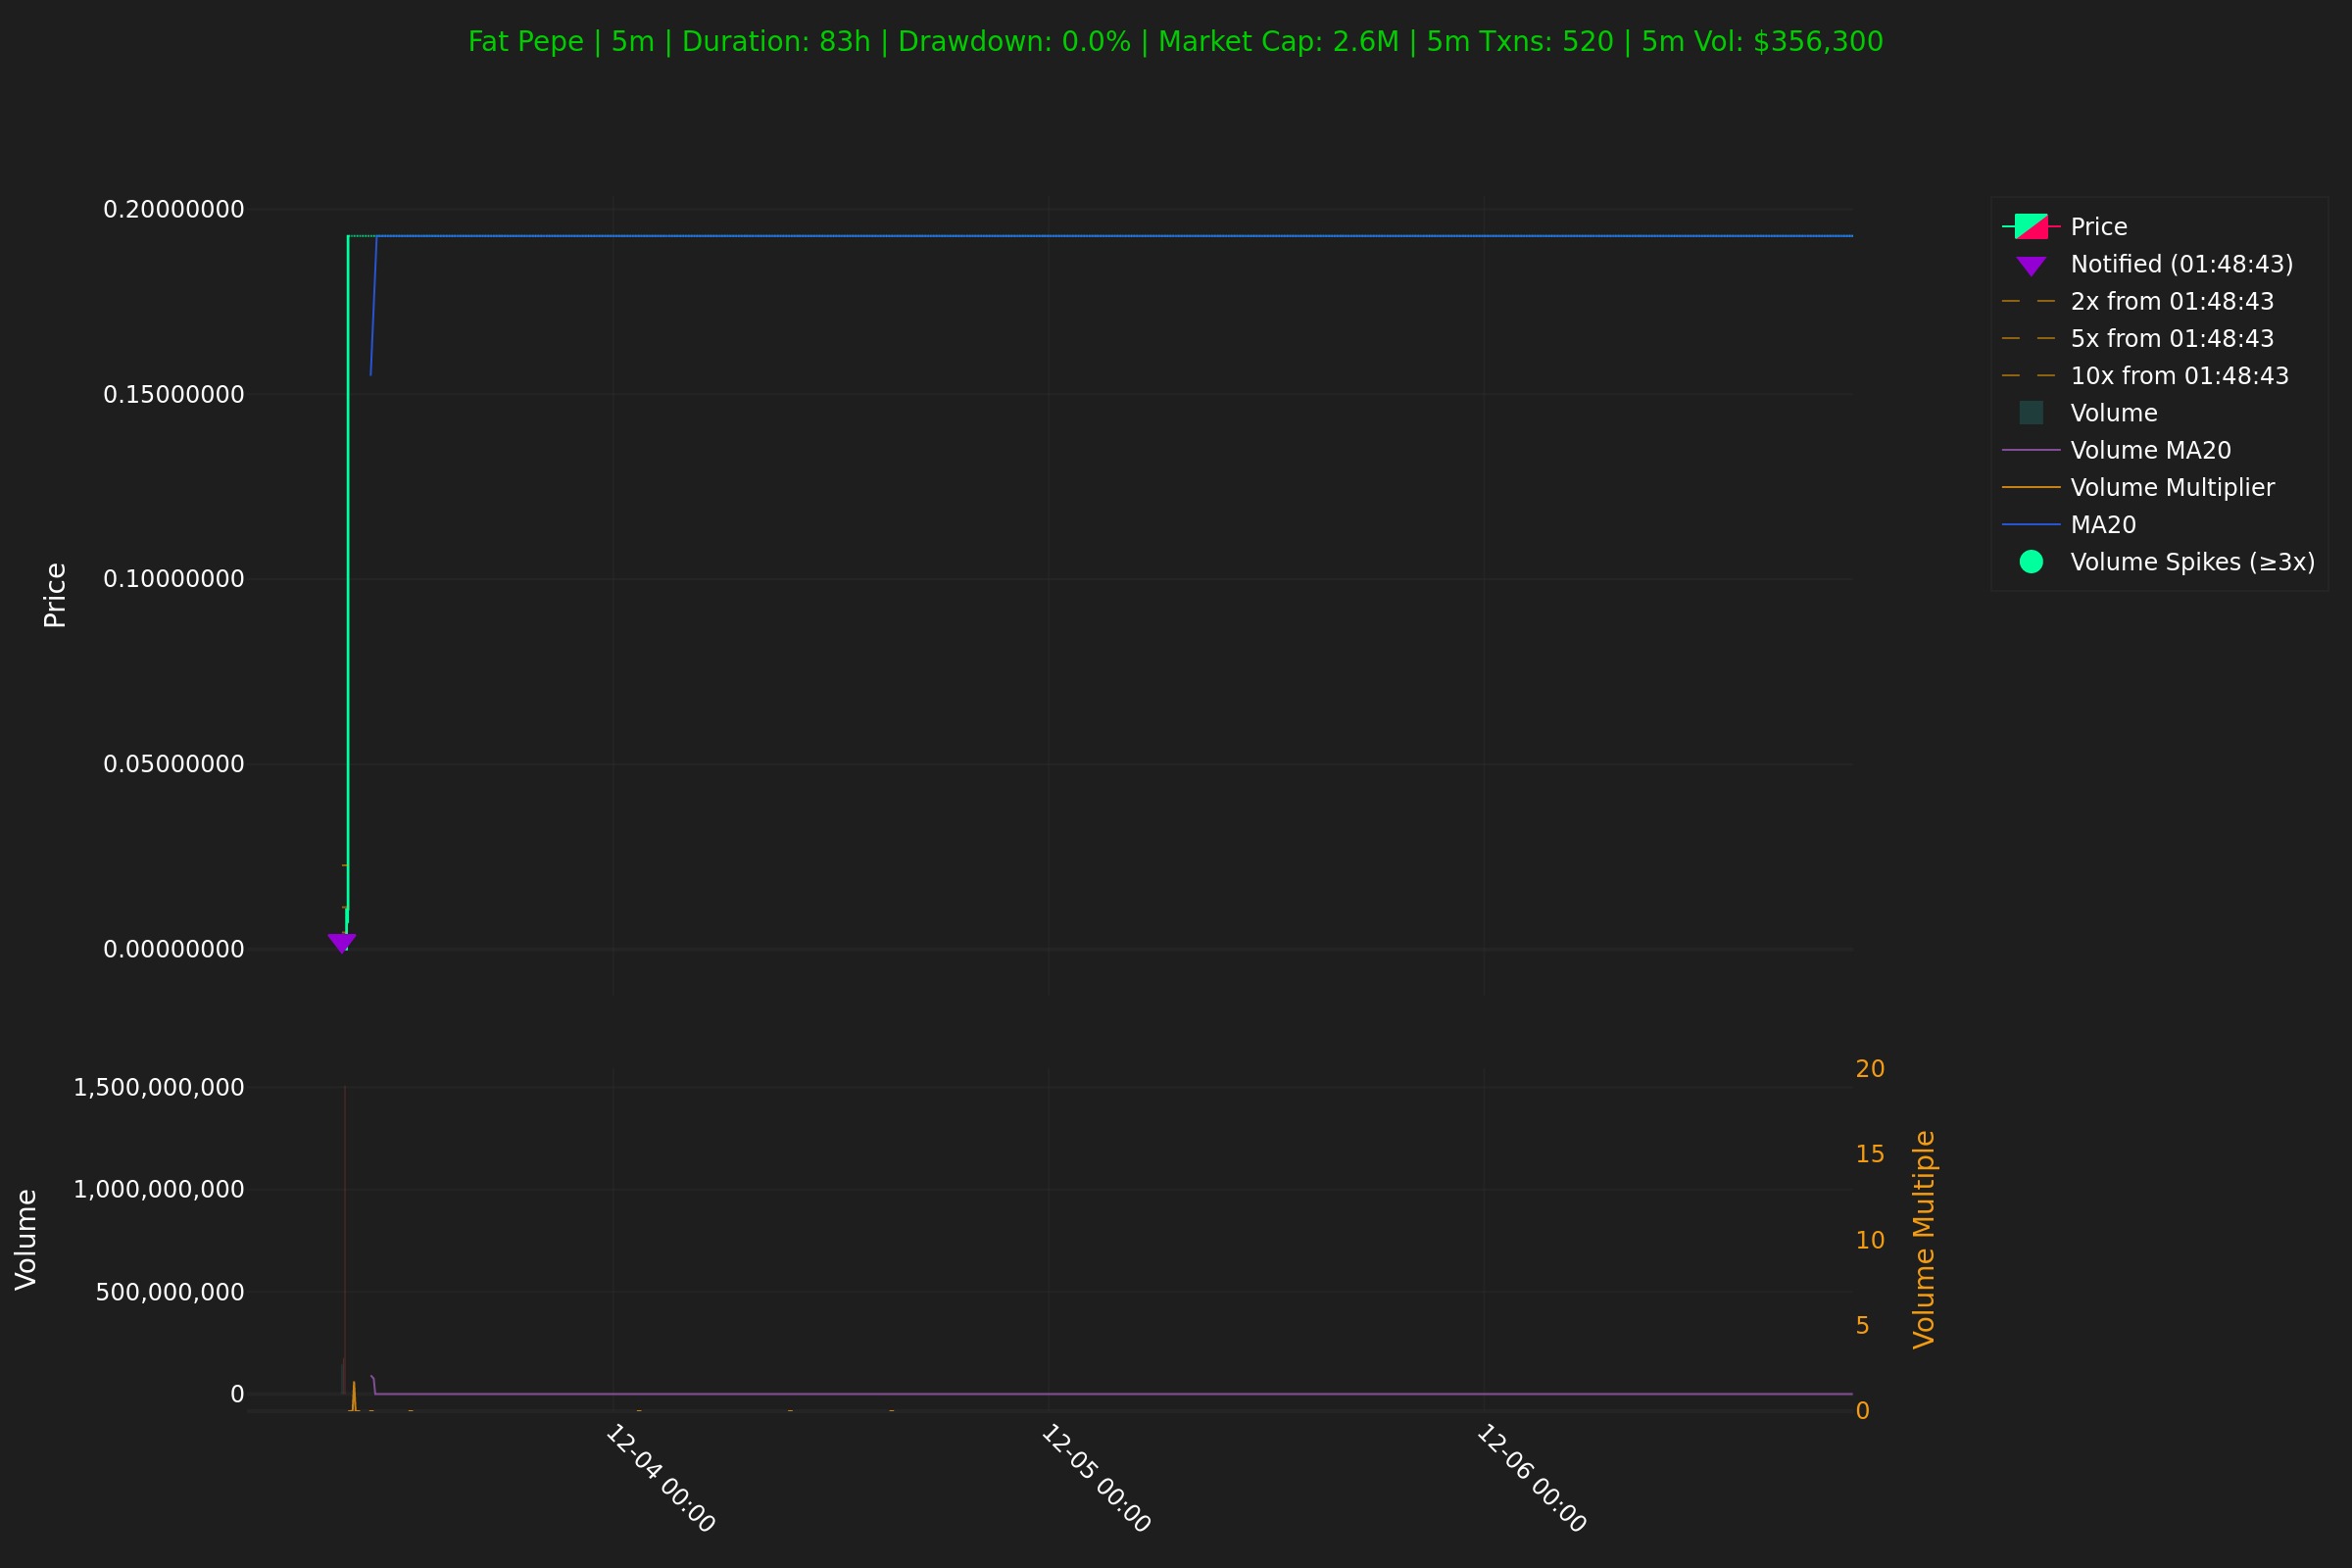 Fat Pepe | 5m | Duration: 83h | Drawdown: 0.0% | Market Cap: 2.6M | 5m Txns: 520 | 5m Vol: $356,300
0.20000000
0.15000000
0.10000000
0.05000000
0.00000000
Price
Price
Notified (01:48:43)
2x from 01:48:43
5x from 01:48:43
10x from 01:48:43
Volume
Volume MA20
Volume Multiplier
MA20
Volume Spikes (≥3x)
1,500,000,000
1,000,000,000
500,000,000
0
Volume
20
15
10
5
0
Volume Multiple
12-04 00:00
12-05 00:00
12-06 00:00